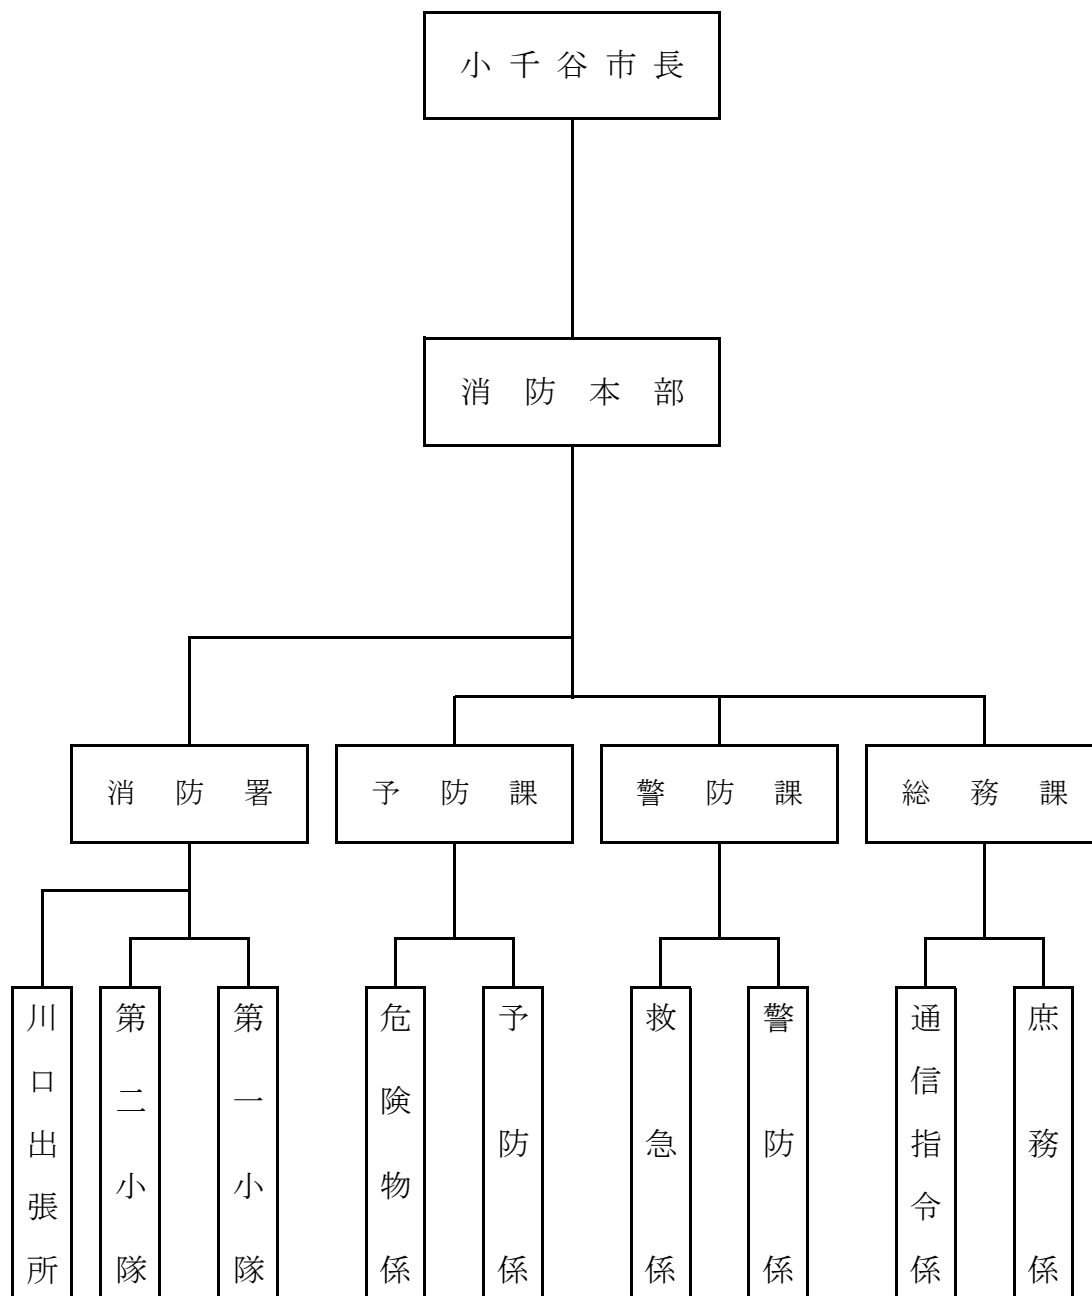 小千谷市長
消防本部
消防署
予防課
警防課
総務課
川口出張所
第二小隊
第一小隊
危険物係
予防係
救急係
警防係
通信指令係
庶務係